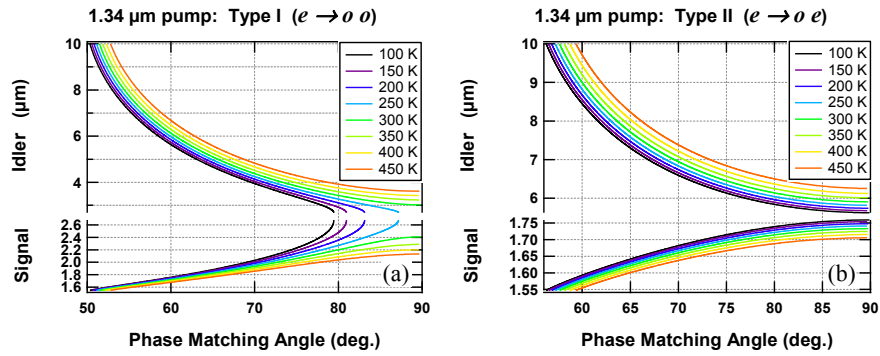 1.34 µm pump: Type I (e → o o)
Idler (µm)
Signal
10
8
6
4
2.6
2.4
2.2
2.0
1.8
1.6
100 K
150 K
200 K
250 K
300 K
350 K
400 K
450 K
(a)
50
60
70
80
90
Phase Matching Angle (deg.)
1.34 µm pump: Type II (e → o e)
Idler (µm)
Signal
10
9
8
7
6
1.75
1.70
1.65
1.60
1.55
100 K
150 K
200 K
250 K
300 K
350 K
400 K
450 K
(b)
60
65
70
75
80
85
90
Phase Matching Angle (deg.)